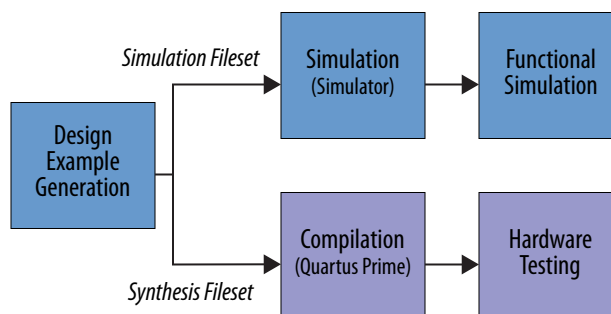 Simulation Fileset
Simulation
(Simulator)
Functional
Simulation
Design
Example
Generation
Compilation
(Quartus Prime)
Hardware
Testing
Synthesis Fileset